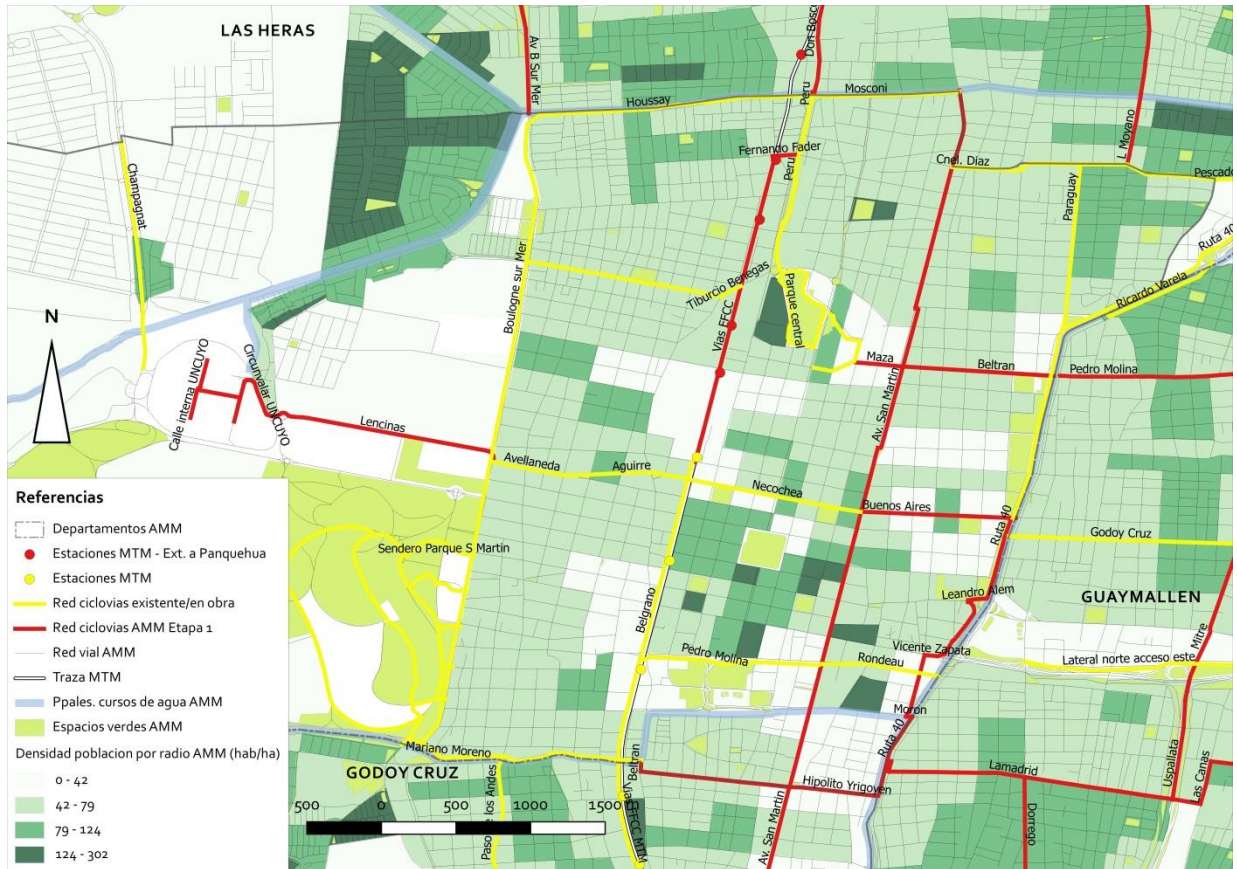 LAS HERAS
Av B Sur Mer
Don Bosco
Houssay
Peru
Mosconi
L Moyano
Fernando Fader
Peru
Cnel. Diaz
Pescado
Champagnat
Paraguay
Ruta 40
Boulogne sur Mer
Tiburcio Benegas
Parque central
Ricardo Varela
N
Vias FFCC
Maza
Beltran
Pedro Molina
Calle interna UNCUYO
Circunvalar UNCUYO
Av. San Martin
Lencinas
Avellaneda
Aguirre
Necochea
Buenos Aires
Ruta 40
Godoy Cruz
Sendero Parque S Martin
Leandro Alem
GUAYMALLEN
Belgrano
Mitre
Vicente Zapata
Pedro Molina
Rondeau
Lateral norte acceso este
Moron
Ruta 40
Mariano Moreno
GODOY CRUZ
Beltran
Lamadrid
Uspallata
Las Canas
Hipolito Yrigoyen
Dorrego
Paso de los Andes
Av. San Martin
Vias FFCC MTM
500 0 500 1000 1500 m
Referencias
Departamentos AMM
Estaciones MTM - Ext. a Panquehua
Estaciones MTM
Red ciclovias existente/en obra
Red ciclovias AMM Etapa 1
Red vial AMM
Traza MTM
Ppales. cursos de agua AMM
Espacios verdes AMM
Densidad poblacion por radio AMM (hab/ha)
0 - 42
42 - 79
79 - 124
124 - 302